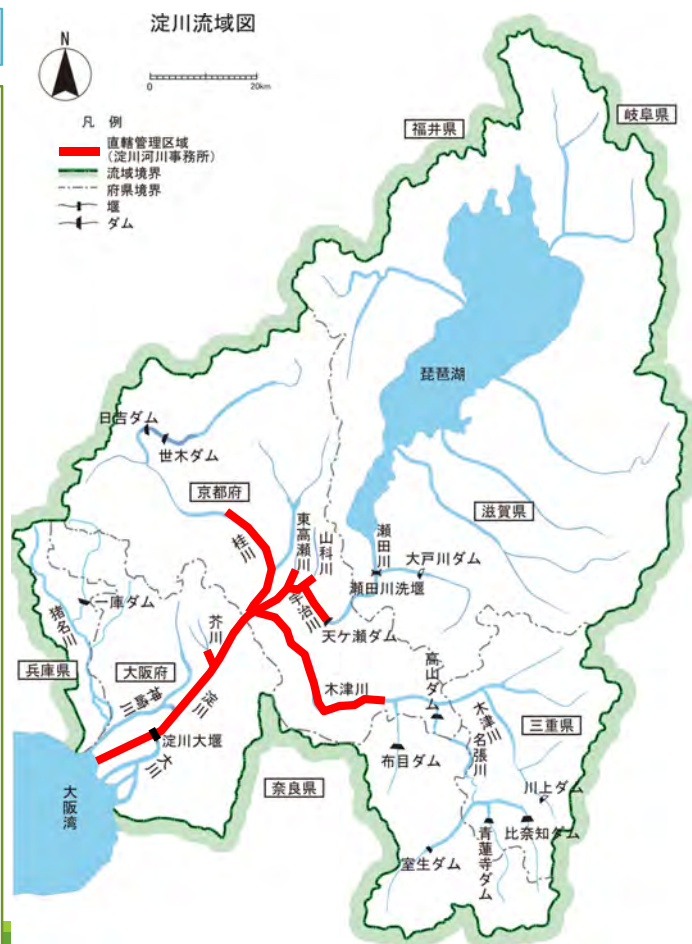 淀川流域図
N
0 20km
凡 例
直轄管理区域
(淀川河川事務所)
流域境界
府県境界
堰
ダム
福井県
岐阜県
琵琶湖
日吉ダム
世木ダム
京都府
滋賀県
桂川
東高瀬川
山科川
瀬田川
大戸川ダム
瀬田川洗堰
宇治川
天ケ瀬ダム
一庫ダム
猪名川
芥川
兵庫県
大阪府
神崎川
淀川
木津川
高山ダム
淀川大堰
大川
大阪湾
奈良県
布目ダム
木津川
名張川
三重県
川上ダム
室生ダム
青蓮寺ダム
比奈知ダム